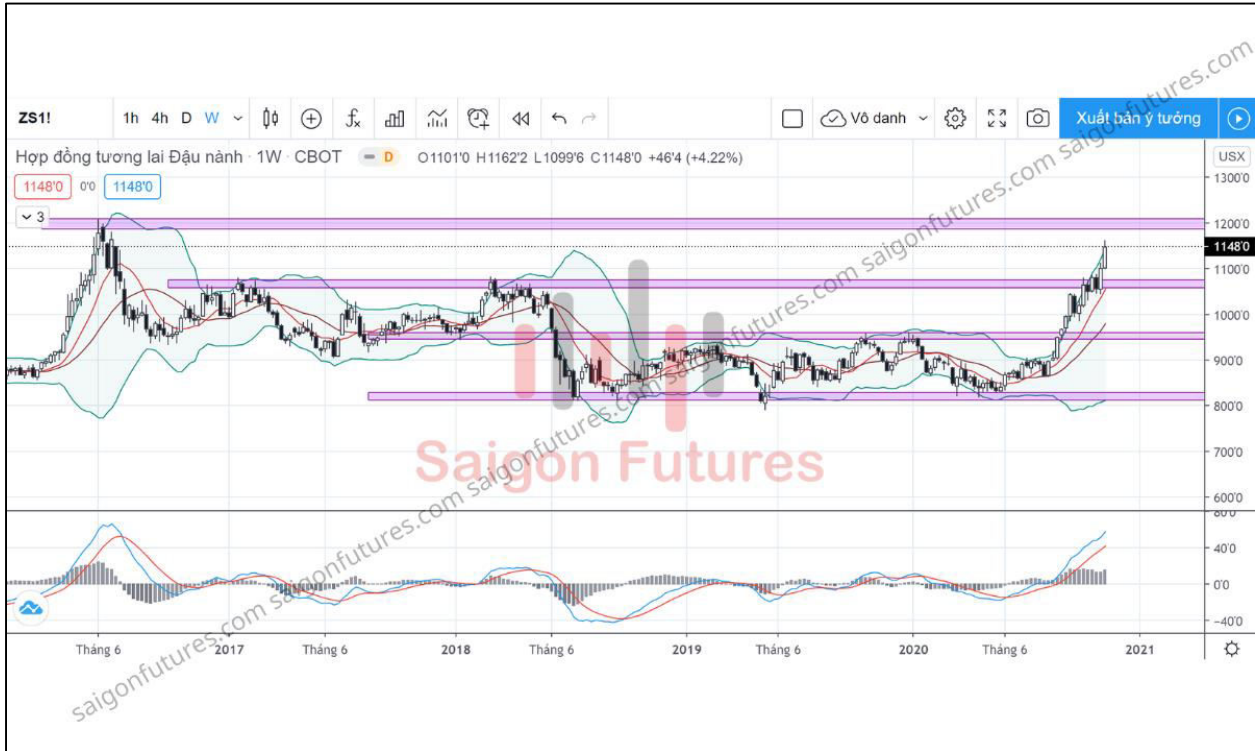 ZS1! 1h 4h D W Vô danh Xuất bản ý tưởng
Hợp đồng tương lai Đậu nành · 1W · CBOT D O1101'0 H1162'2 L1099'6 C1148'0 +46'4 (+4.22%) USX
1148'0 0'0 1148'0
3
1300'0
1200'0
1148'0
1100'0
1000'0
900'0
800'0
700'0
600'0
80'0
40'0
0'0
−40'0
Saigon Futures
saigonfutures.com saigonfutures.com saigonfutures.com saigonfutures.com saigonfutures.com saigonfutures.com saigonfutures.com
Tháng 6 2017 Tháng 6 2018 Tháng 6 2019 Tháng 6 2020 Tháng 6 2021